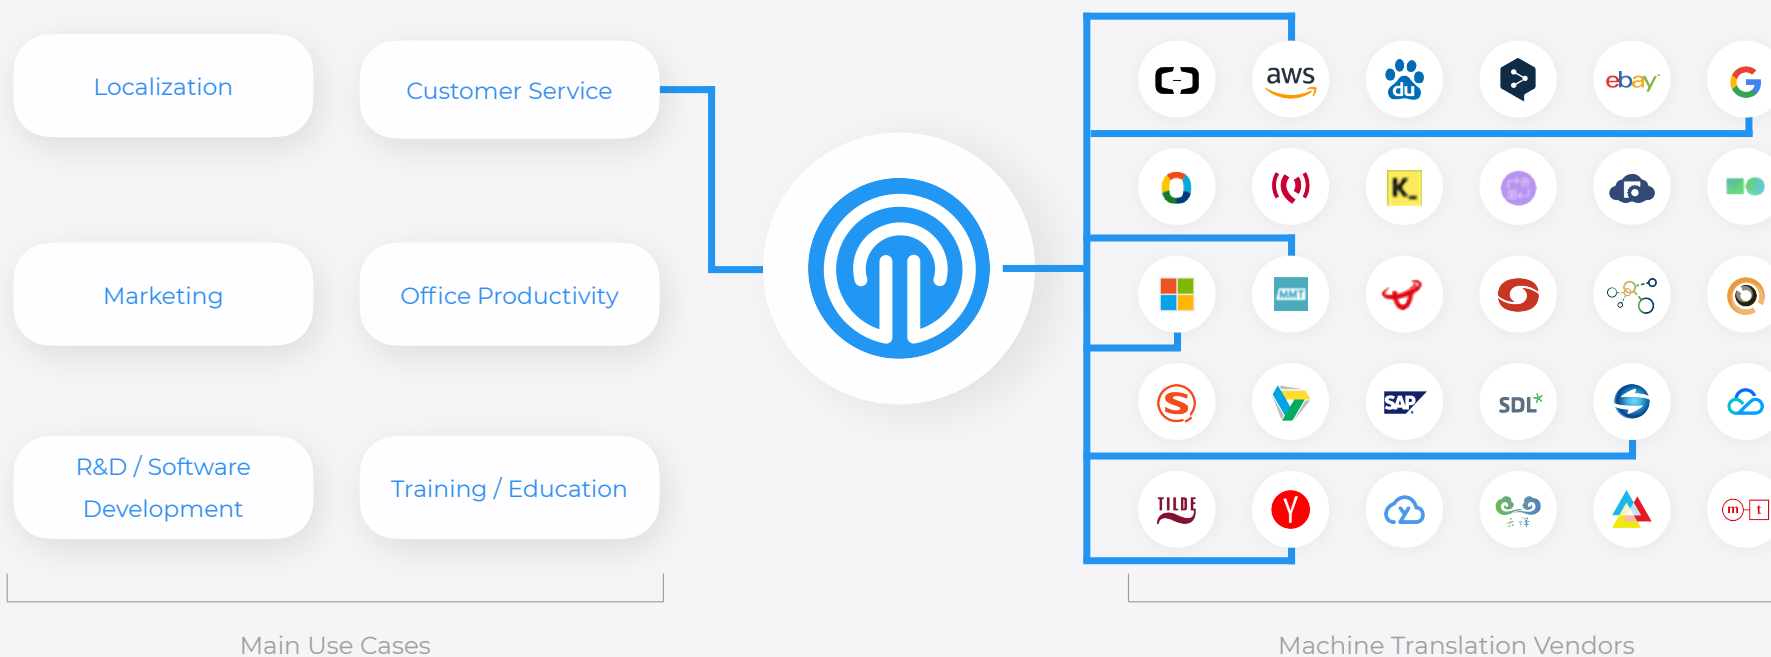 Localization
Customer Service
Marketing
Office Productivity
R&D / Software
Development
Training / Education
aws
du
ebay
K_
MMT
SAP
SDL*
TILDE
Y
m t
Main Use Cases
Machine Translation Vendors